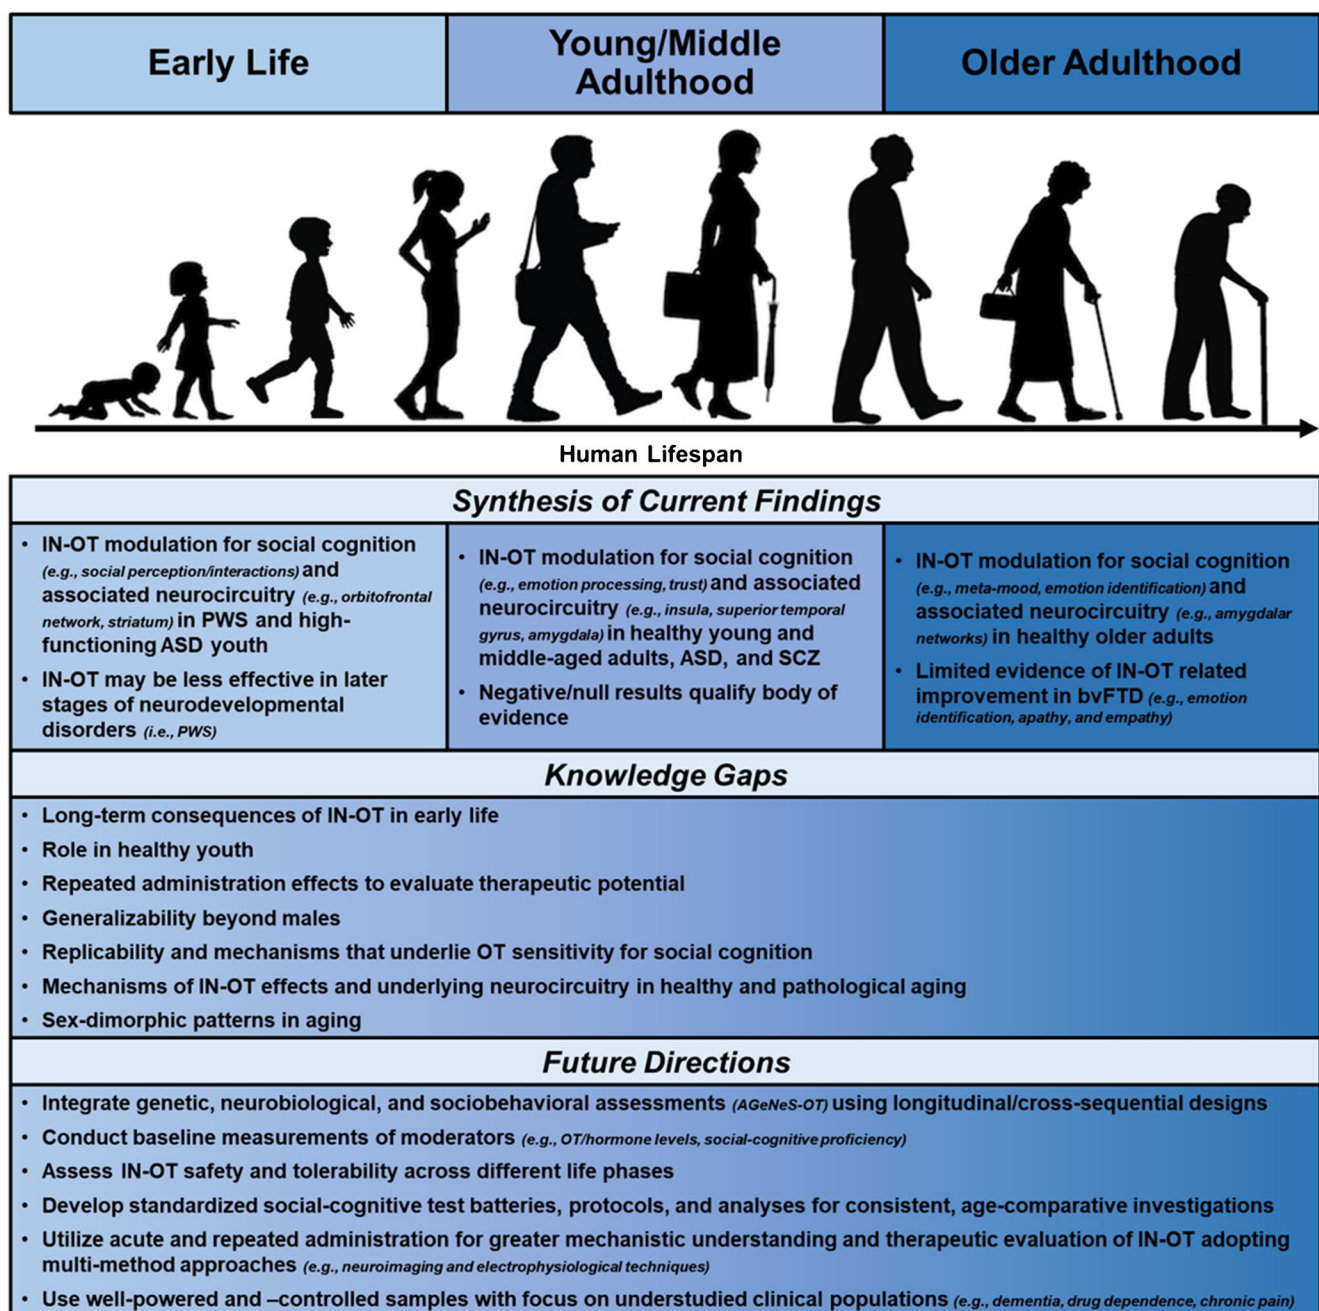 Early Life
Young/Middle
Adulthood
Older Adulthood
Human Lifespan
Synthesis of Current Findings
• IN-OT modulation for social cognition
(e.g., social perception/interactions) and
associated neurocircuitry (e.g., orbitofrontal
network, striatum) in PWS and high-
functioning ASD youth
• IN-OT may be less effective in later
stages of neurodevelopmental
disorders (i.e., PWS)
• IN-OT modulation for social cognition
(e.g., emotion processing, trust) and associated
neurocircuitry (e.g., insula, superior temporal
gyrus, amygdala) in healthy young and
middle-aged adults, ASD, and SCZ
• Negative/null results qualify body of
evidence
• IN-OT modulation for social cognition
(e.g., meta-mood, emotion identification) and
associated neurocircuitry (e.g., amygdalar
networks) in healthy older adults
• Limited evidence of IN-OT related
improvement in bvFTD (e.g., emotion
identification, apathy, and empathy)
Knowledge Gaps
• Long-term consequences of IN-OT in early life
• Role in healthy youth
• Repeated administration effects to evaluate therapeutic potential
• Generalizability beyond males
• Replicability and mechanisms that underlie OT sensitivity for social cognition
• Mechanisms of IN-OT effects and underlying neurocircuitry in healthy and pathological aging
• Sex-dimorphic patterns in aging
Future Directions
• Integrate genetic, neurobiological, and sociobehavioral assessments (AGeNeS-OT) using longitudinal/cross-sequential designs
• Conduct baseline measurements of moderators (e.g., OT/hormone levels, social-cognitive proficiency)
• Assess IN-OT safety and tolerability across different life phases
• Develop standardized social-cognitive test batteries, protocols, and analyses for consistent, age-comparative investigations
• Utilize acute and repeated administration for greater mechanistic understanding and therapeutic evaluation of IN-OT adopting
multi-method approaches (e.g., neuroimaging and electrophysiological techniques)
• Use well-powered and –controlled samples with focus on understudied clinical populations (e.g., dementia, drug dependence, chronic pain)